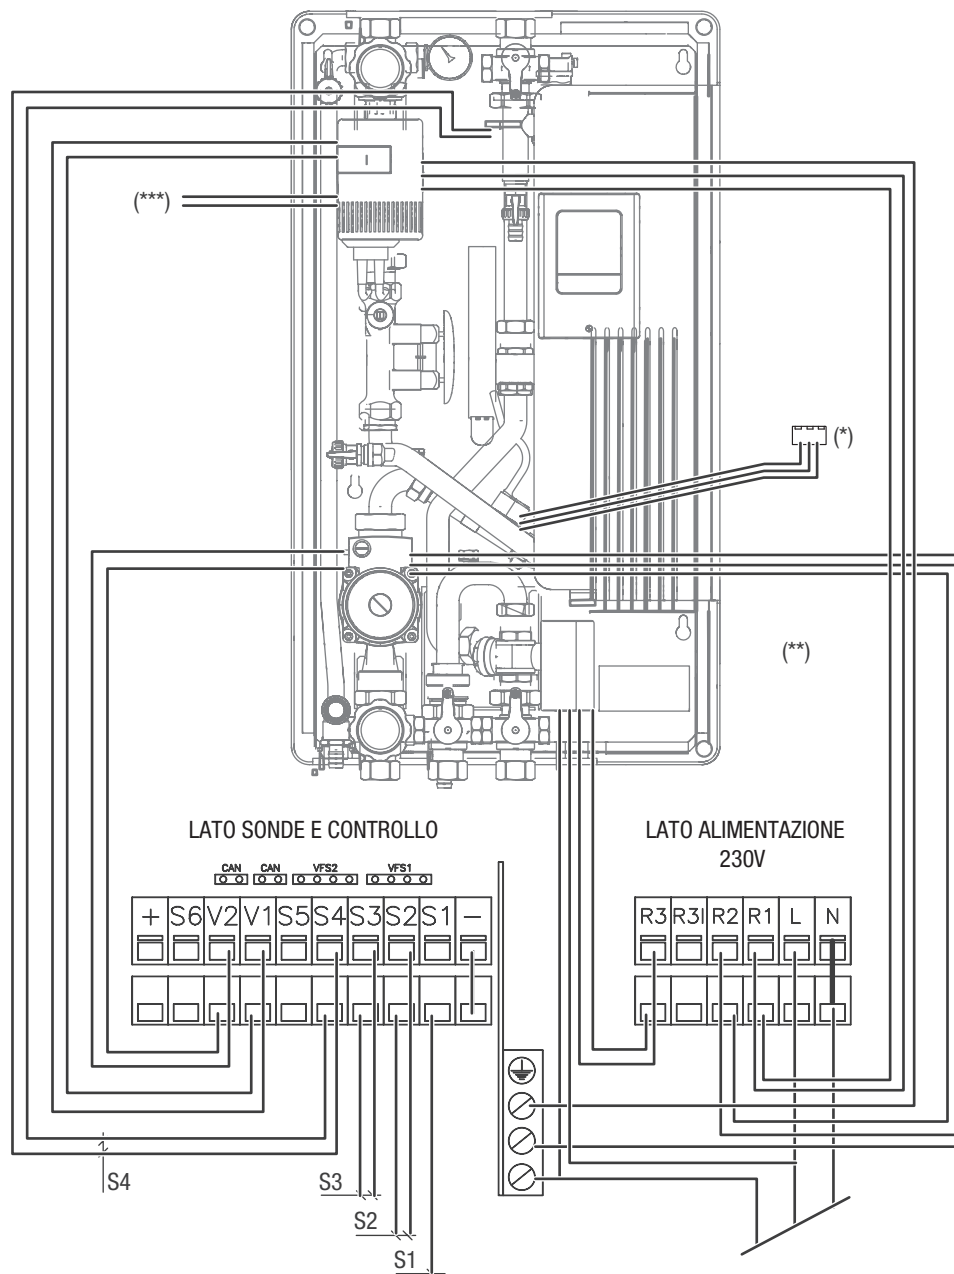 (***)
(*)
(**)
LATO SONDE E CONTROLLO
CAN CAN VFS2 VFS1
+ S6 V2 V1 S5 S4 S3 S2 S1 −
LATO ALIMENTAZIONE
230V
R3 R3I R2 R1 L N
S4
S3
S2
S1